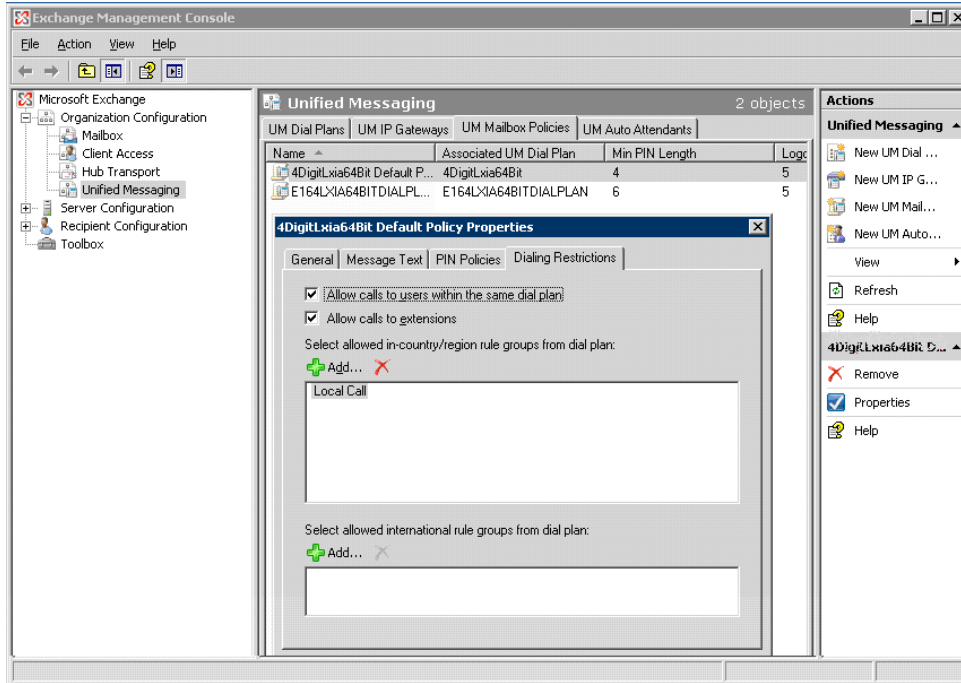 Exchange Management Console
File Action View Help
Microsoft Exchange
Organization Configuration
Mailbox
Client Access
Hub Transport
Unified Messaging
Server Configuration
Recipient Configuration
Toolbox
Unified Messaging 2 objects
UM Dial Plans UM IP Gateways UM Mailbox Policies UM Auto Attendants
Name Associated UM Dial Plan Min PIN Length Logo
4DigitLxia64Bit Default P... 4DigitLxia64Bit 4 5
E164LXIA64BITDIALPL... E164LXIA64BITDIALPLAN 6 5
4DigitLxia64Bit Default Policy Properties
General Message Text PIN Policies Dialing Restrictions
Allow calls to users within the same dial plan
Allow calls to extensions
Select allowed in-country/region rule groups from dial plan:
Add...
Local Call
Select allowed international rule groups from dial plan:
Add...
Actions
Unified Messaging
New UM Dial ...
New UM IP G...
New UM Mail...
New UM Auto...
View
Refresh
Help
4DigitLxia64Bit D...
Remove
Properties
Help